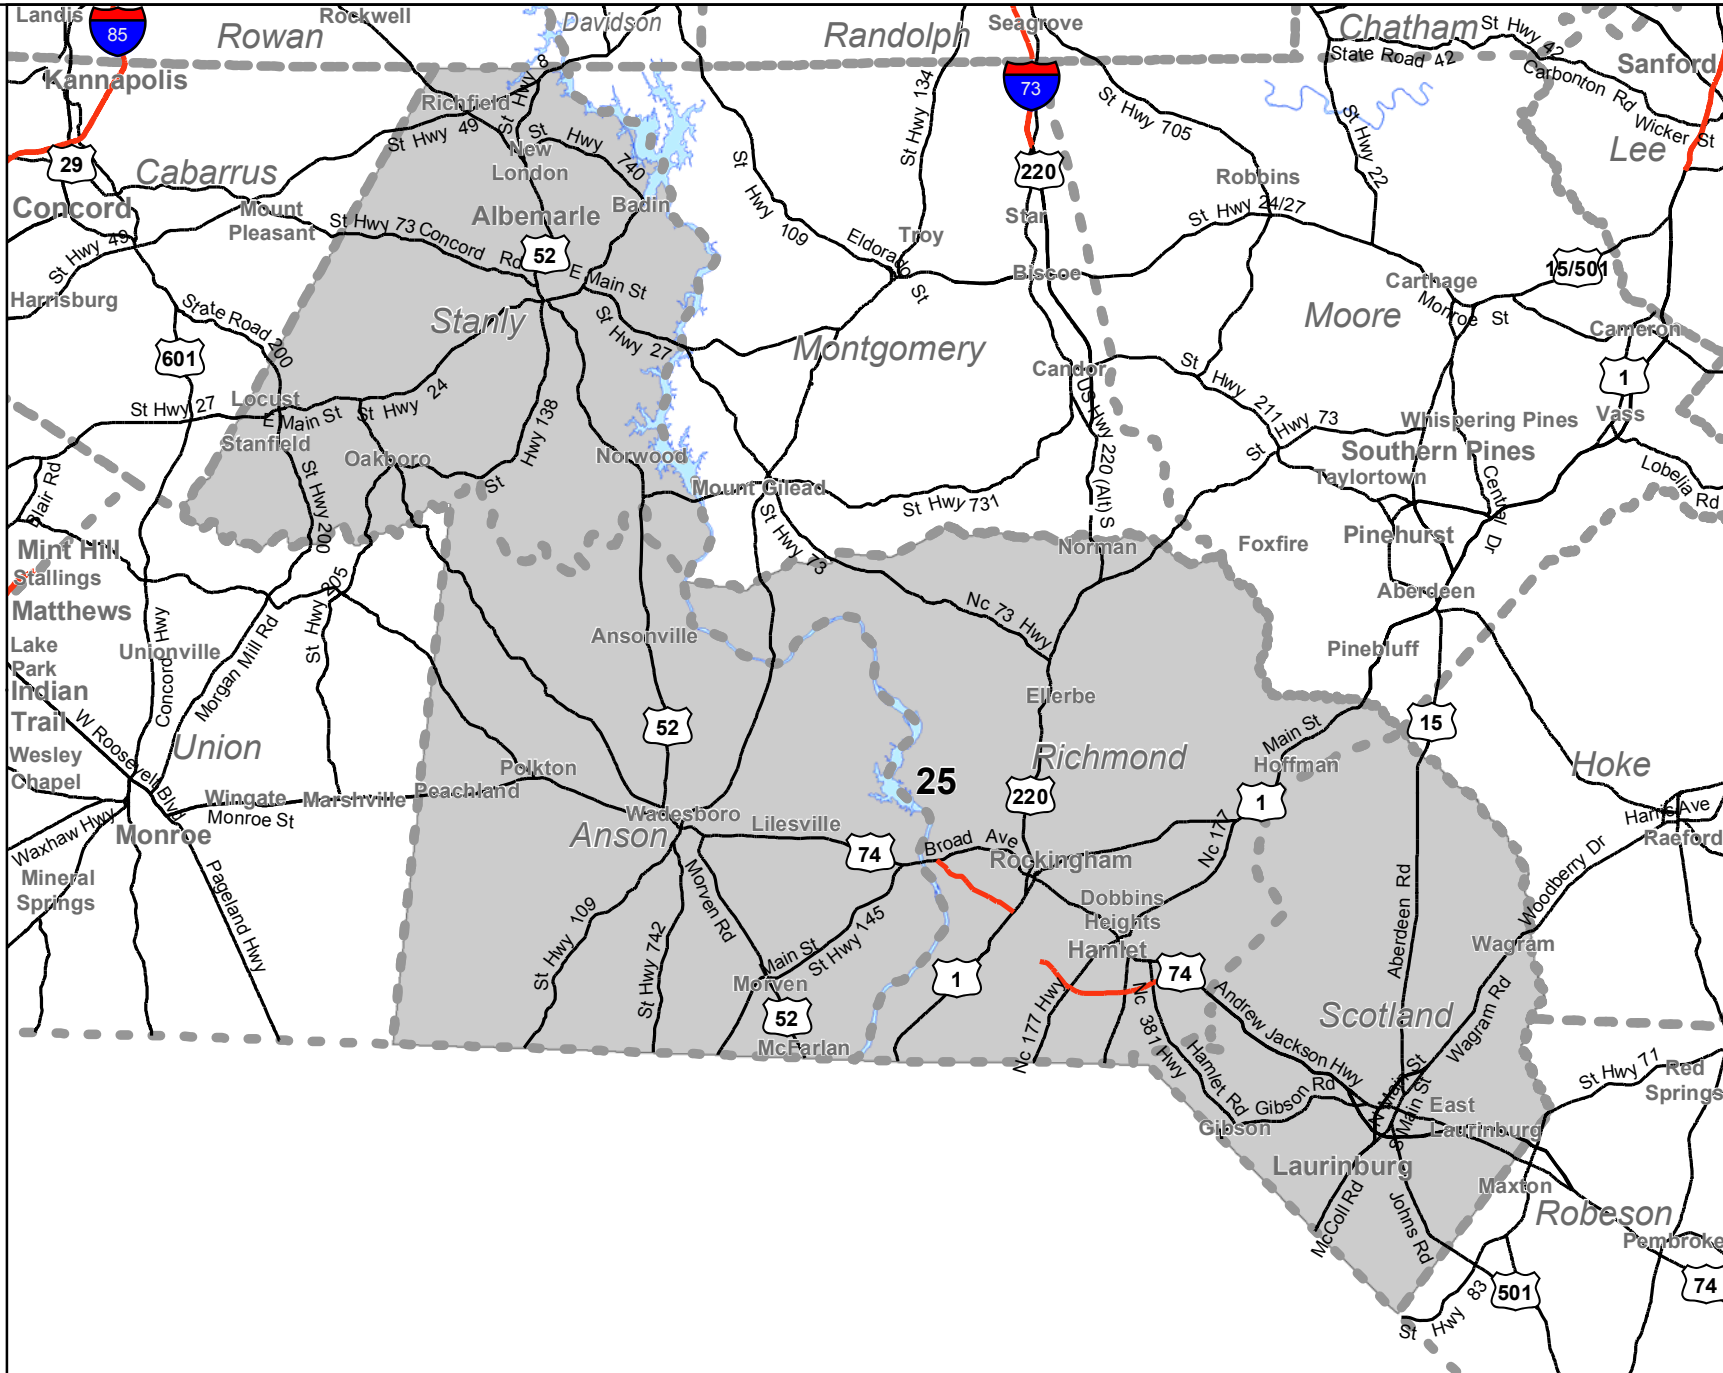 Landis
85
Rowan
Rockwell
Davidson
Randolph
Seagrove
Chatham
St Hwy 42
State Road 42
Carbonton Rd
Sanford
Wicker St
Lee
Kannapolis
29
Cabarrus
Concord
Mount
Pleasant
St Hwy 49
Harrisburg
St Hwy 49
Richfield
St Hwy 8
New
London
St Hwy 740
Badin
Albemarle
St Hwy 73
Concord Rd
52
E Main St
Stanly
St Hwy 27
State Road 200
601
St Hwy 27
Locust
E Main St
St Hwy 24
Stanfield
Oakboro
St Hwy 138
Norwood
St Hwy 200
St Hwy 205
St Hwy 109
St Hwy 134
73
220
Star
Troy
Eldorado St
Biscoe
Montgomery
Candor
US Hwy 220 (Alt) S
Mount Gilead
St Hwy 731
St Hwy 73
Norman
St Hwy 705
St Hwy 22
Robbins
St Hwy 24/27
15/501
Carthage
Monroe St
Moore
Cameron
1
Vass
St Hwy 211
Hwy 73
St
Whispering Pines
Southern Pines
Taylortown
Central Dr
Lobelia Rd
Pinehurst
Foxfire
Aberdeen
Pinebluff
Blair Rd
Mint Hill
Stallings
Matthews
Lake
Park
Indian
Trail
Unionville
Concord Hwy
Morgan Mill Rd
Wesley
Chapel
W Roosevelt Blvd
Union
Wingate
Monroe St
Marshville
Peachland
Polkton
Monroe
Waxhaw Hwy
Mineral
Springs
Pageland Hwy
Ansonville
52
Wadesboro
Anson
Lilesville
74
Morven Rd
St Hwy 109
St Hwy 742
Main St
St Hwy 145
Morven
52
McFarlan
25
Nc 73 Hwy
Ellerbe
Richmond
220
Broad Ave
Rockingham
Nc 177
Dobbins
Heights
Hamlet
1
Nc 177 Hwy
74
Nc 381 Hwy
Hamlet Rd
Main St
Hoffman
1
15
Hoke
Harris Ave
Raeford
Woodberry Dr
Aberdeen Rd
Wagram
Wagram Rd
Scotland
Andrew Jackson Hwy
Gibson Rd
Gibson
N Main St
S Main St
East
Laurinburg
Laurinburg
McColl Rd
Johns Rd
Maxton
St Hwy 71
Red
Springs
Robeson
Pembroke
74
501
St Hwy 83